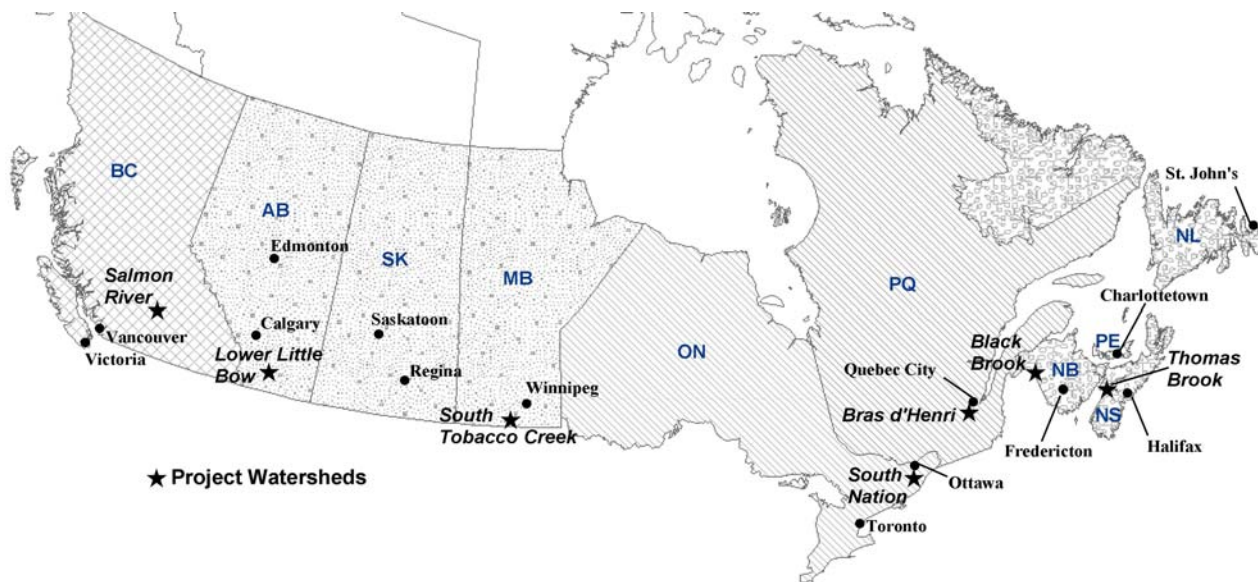 St. John's
BC
AB
NL
Edmonton
SK
MB
PQ
Salmon
River
Charlottetown
Vancouver
Calgary
Saskatoon
Black
Brook
PE
Victoria
Lower Little
Bow
ON
Thomas
Brook
Regina
Quebec City
NB
Winnipeg
South
Tobacco Creek
Bras d'Henri
NS
Fredericton
Halifax
★ Project Watersheds
South
Nation
Ottawa
Toronto